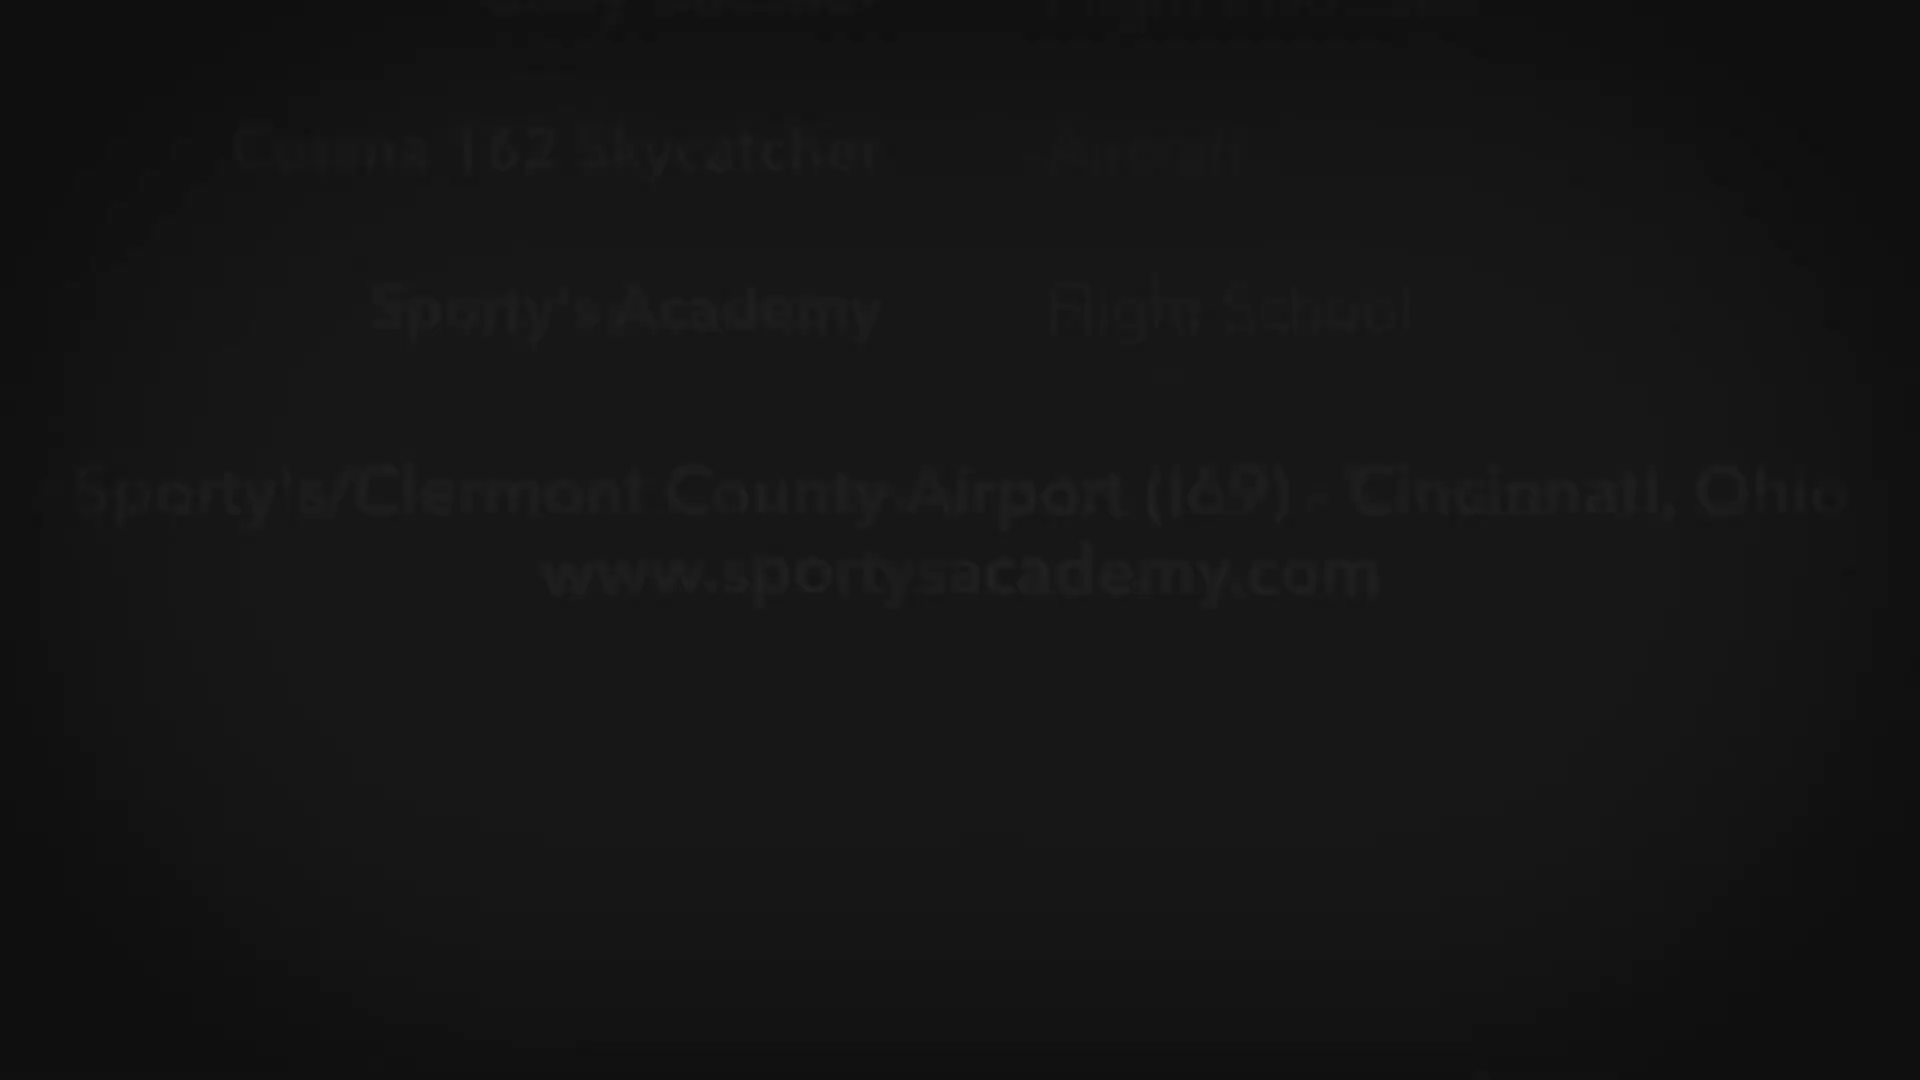 Cessna 162 Skycatcher Aircraft
Sporty's Academy Flight School
Sporty's/Clermont County Airport (I69) - Cincinnati, Ohio
www.sportysacademy.com